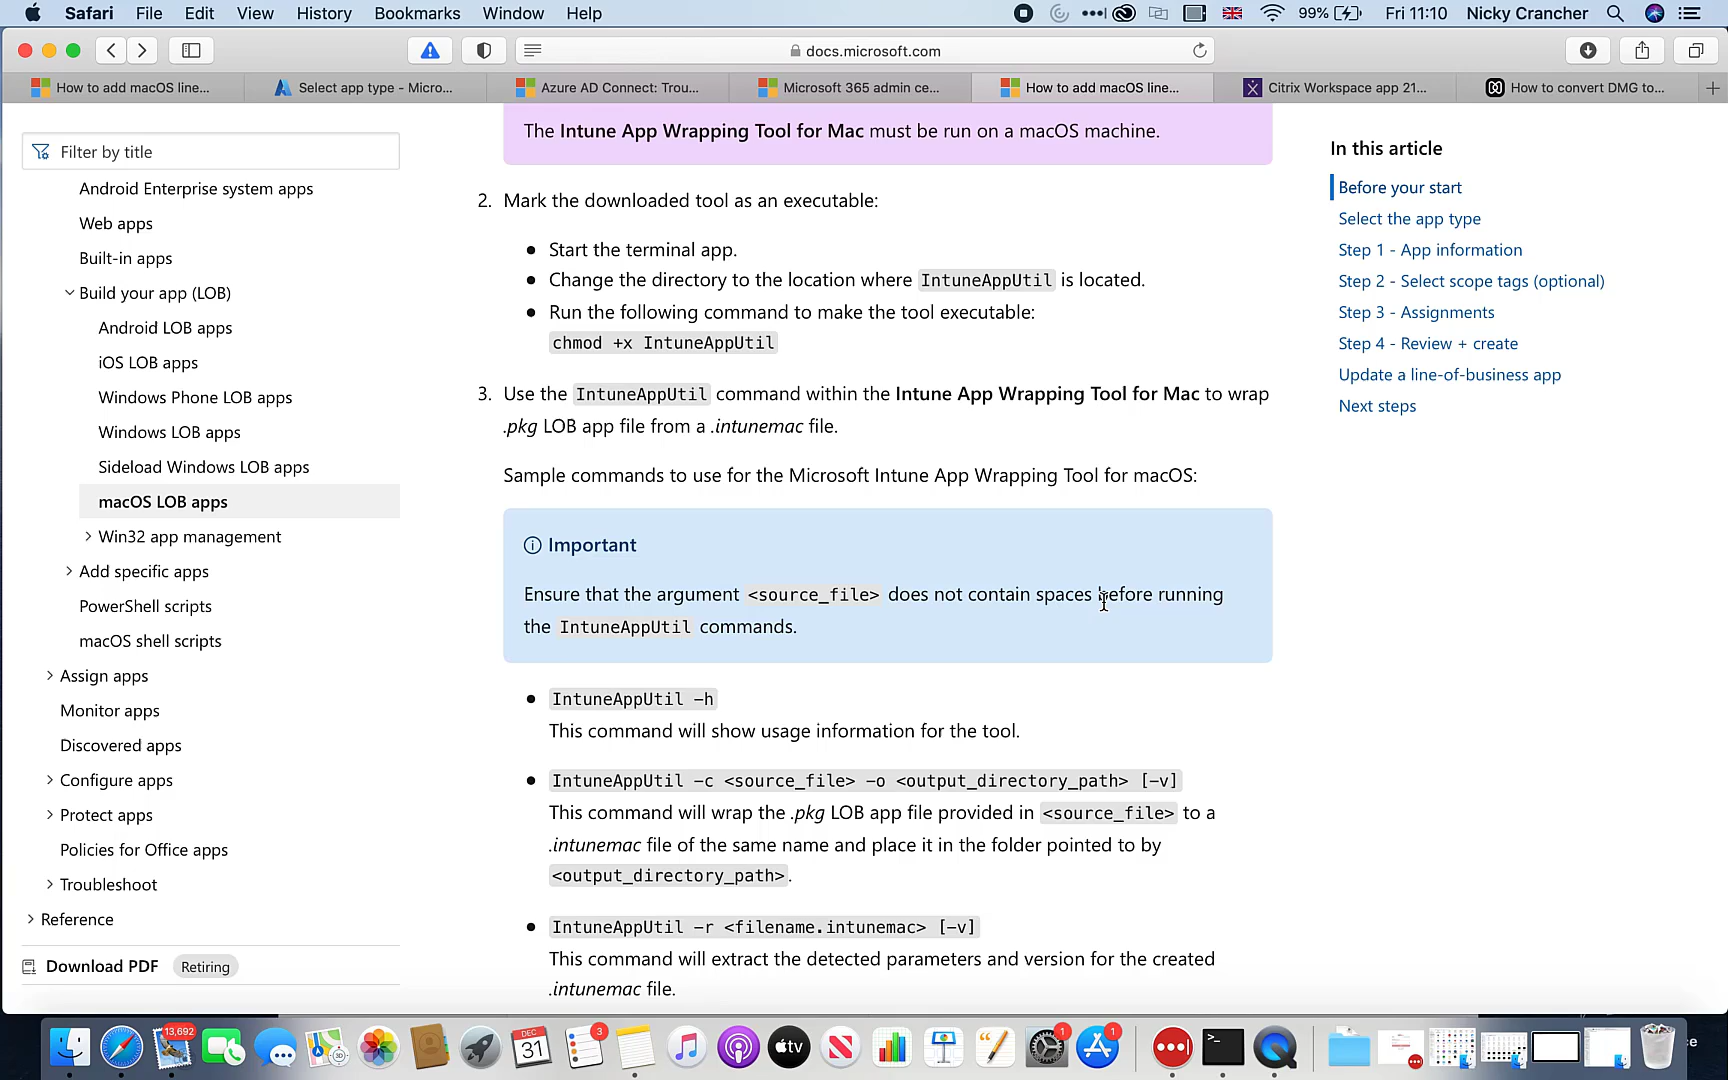 Safari File Edit View History Bookmarks Window Help 99% Fri 11:10 Nicky Crancher
docs.microsoft.com
How to add macOS line... Select app type - Micro... Azure AD Connect: Trou... Microsoft 365 admin ce... How to add macOS line... Citrix Workspace app 21... How to convert DMG to...
Filter by title
Android Enterprise system apps
Web apps
Built-in apps
Build your app (LOB)
Android LOB apps
iOS LOB apps
Windows Phone LOB apps
Windows LOB apps
Sideload Windows LOB apps
macOS LOB apps
Win32 app management
Add specific apps
PowerShell scripts
macOS shell scripts
Assign apps
Monitor apps
Discovered apps
Configure apps
Protect apps
Policies for Office apps
Troubleshoot
Reference
Download PDF Retiring
The Intune App Wrapping Tool for Mac must be run on a macOS machine.
2. Mark the downloaded tool as an executable:
Start the terminal app.
Change the directory to the location where IntuneAppUtil is located.
Run the following command to make the tool executable:
chmod +x IntuneAppUtil
3. Use the IntuneAppUtil command within the Intune App Wrapping Tool for Mac to wrap
.pkg LOB app file from a .intunemac file.
Sample commands to use for the Microsoft Intune App Wrapping Tool for macOS:
Important
Ensure that the argument <source_file> does not contain spaces before running
the IntuneAppUtil commands.
IntuneAppUtil -h
This command will show usage information for the tool.
IntuneAppUtil -c <source_file> -o <output_directory_path> [-v]
This command will wrap the .pkg LOB app file provided in <source_file> to a
.intunemac file of the same name and place it in the folder pointed to by
<output_directory_path>.
IntuneAppUtil -r <filename.intunemac> [-v]
This command will extract the detected parameters and version for the created
.intunemac file.
In this article
Before your start
Select the app type
Step 1 - App information
Step 2 - Select scope tags (optional)
Step 3 - Assignments
Step 4 - Review + create
Update a line-of-business app
Next steps
13,692
DEC
31
3
tv
1
1